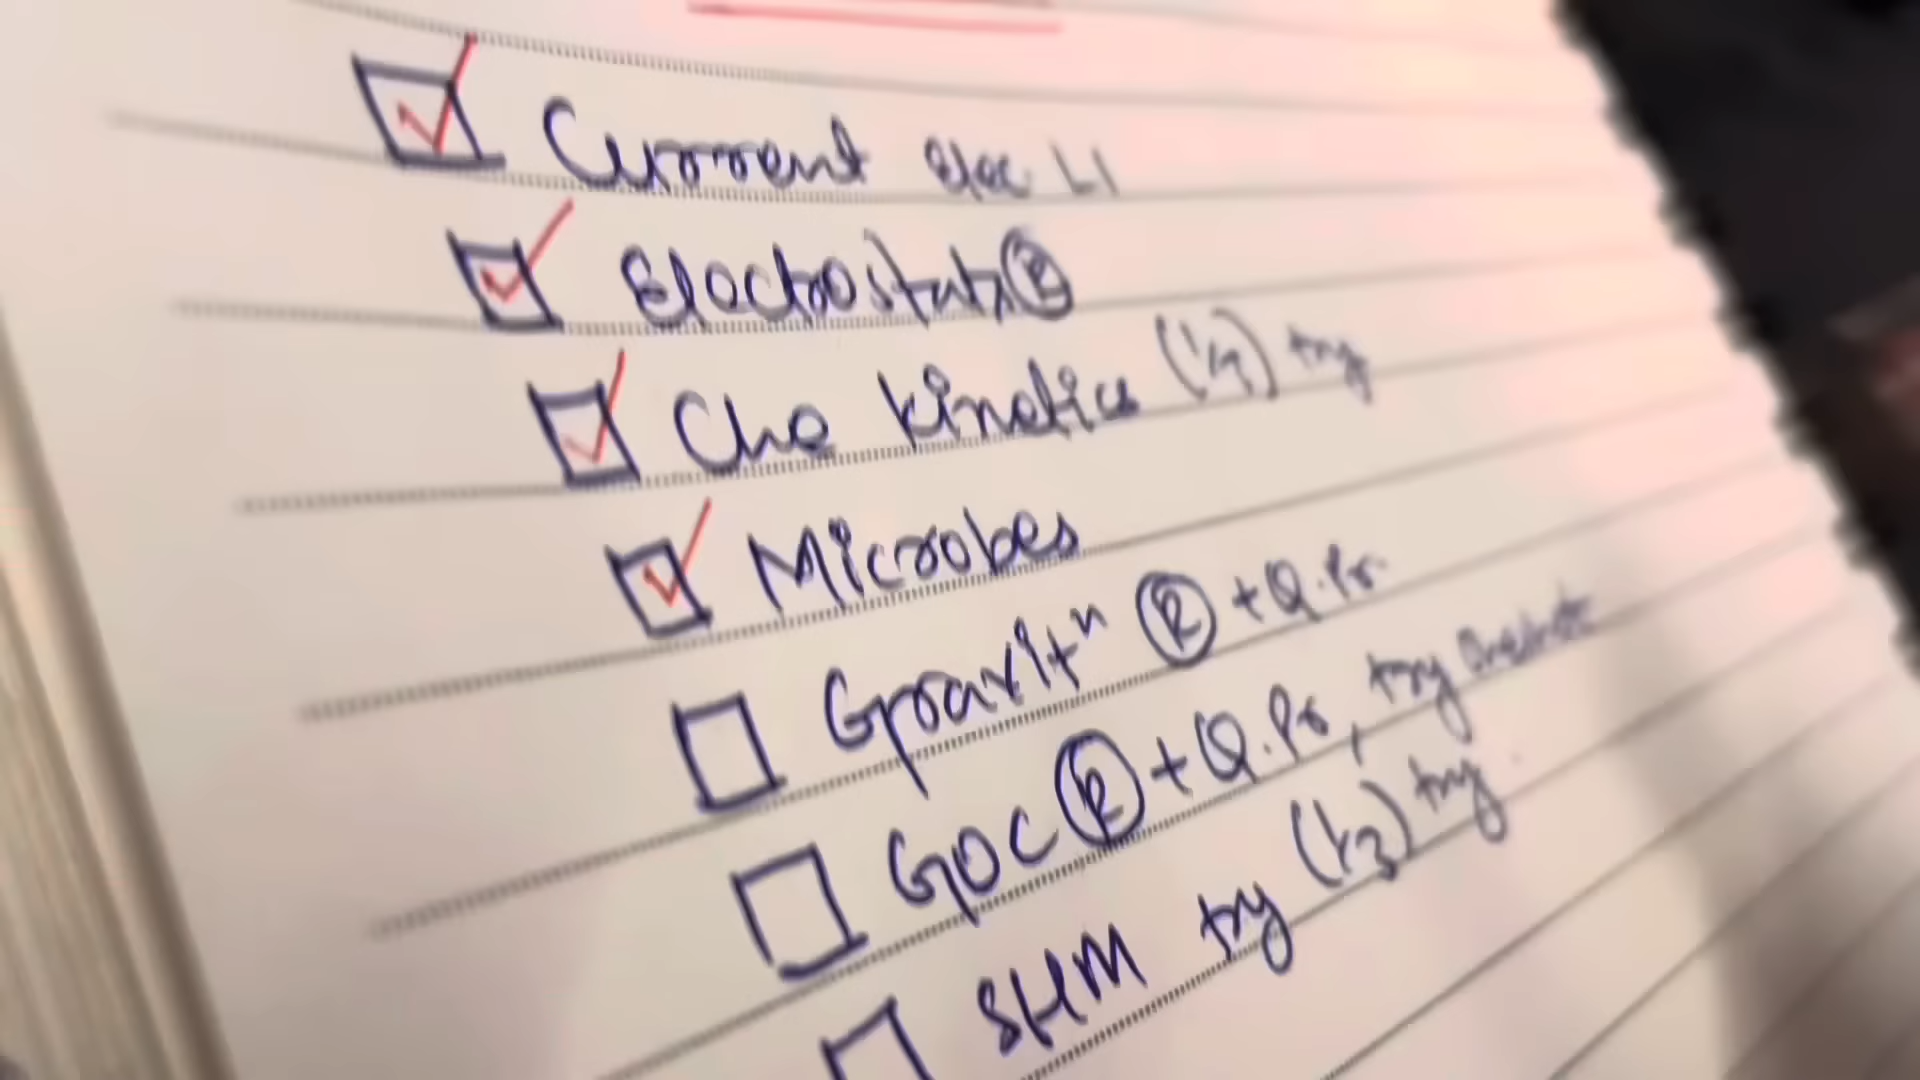 Current elec L1
Electrostats Ⓡ
Che kinetics (1/4) try
Microbes
Gravitⁿ Ⓡ + Q.Pr.
GOC Ⓡ + Q.Pr, try
SHM try (1/3) try